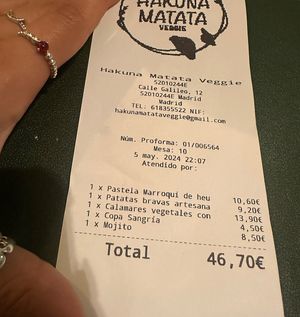 HAKUNA
MATATA
VEGGIE
Hakuna Matata Veggie
52010244E
Calle Galileo, 12
52010244E Madrid
Madrid
TEL: 618355522 NIF:
hakunamatataveggie@gmail.com
Núm. Proforma: 01/006564
Mesa: 10
5 may. 2024 22:07
Atendido por:
1 x Pastela Marroquí de heu 10,60€
1 x Patatas bravas artesana 9,20€
1 x Calamares vegetales con 13,90€
1 x Copa Sangría 4,50€
1 x Mojito 8,50€
Total 46,70€